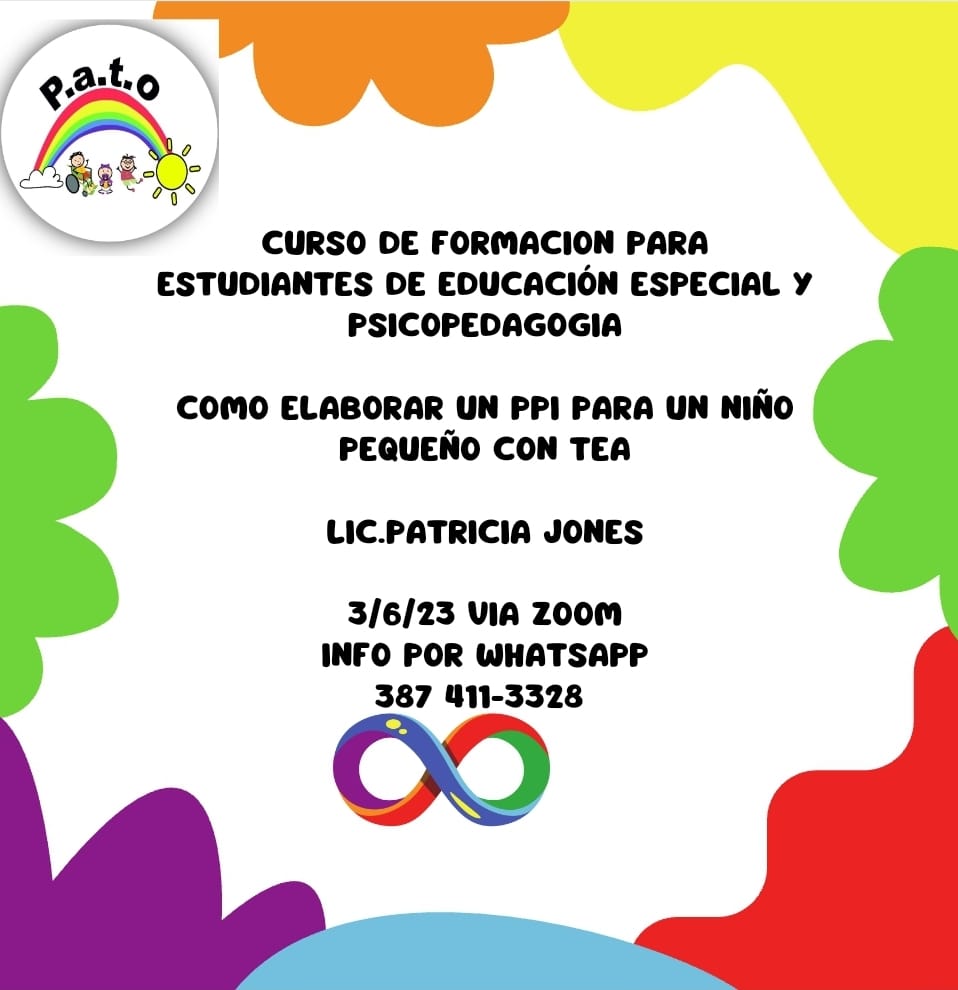 P.a.t.o
CURSO DE FORMACION PARA
ESTUDIANTES DE EDUCACIÓN ESPECIAL Y
PSICOPEDAGOGIA
COMO ELABORAR UN PPI PARA UN NIÑO
PEQUEÑO CON TEA
LIC.PATRICIA JONES
3/6/23 VIA ZOOM
INFO POR WHATSAPP
387 411-3328